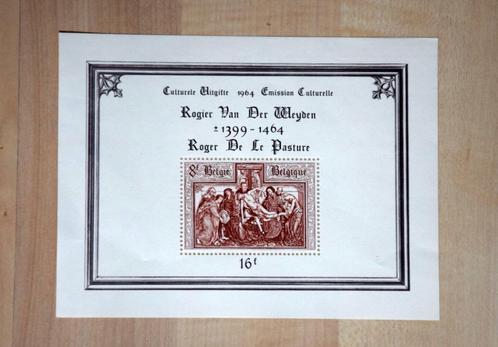 Culturele Uitgifte 1964 Emission Culturelle
Rogier Van Der Weyden
± 1399 - 1464
Roger De Le Pasture
8f België Belgique
16f